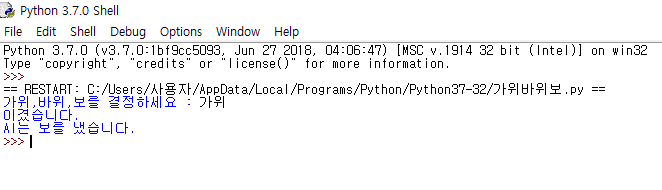 Python 3.7.0 Shell
File Edit Shell Debug Options Window Help
Python 3.7.0 (v3.7.0:1bf9cc5093, Jun 27 2018, 04:06:47) [MSC v.1914 32 bit (Intel)] on win32
Type "copyright", "credits" or "license()" for more information.
>>>
== RESTART: C:/Users/사용자/AppData/Local/Programs/Python/Python37-32/가위바위보.py ==
가위,바위,보를 결정하세요 : 가위
이겼습니다.
AI는 보를 냈습니다.
>>>